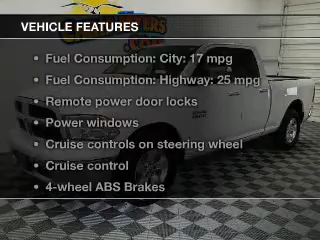 VEHICLE FEATURES
• Fuel Consumption: City: 17 mpg
• Fuel Consumption: Highway: 25 mpg
• Remote power door locks
• Power windows
• Cruise controls on steering wheel
• Cruise control
• 4-wheel ABS Brakes